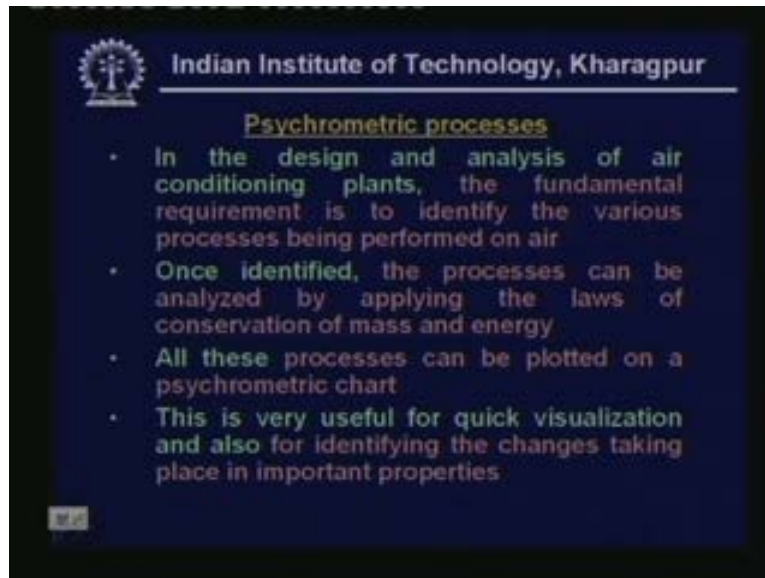 Indian Institute of Technology, Kharagpur
Psychrometric processes
• In the design and analysis of air
conditioning plants, the fundamental
requirement is to identify the various
processes being performed on air
• Once identified, the processes can be
analyzed by applying the laws of
conservation of mass and energy
• All these processes can be plotted on a
psychrometric chart
• This is very useful for quick visualization
and also for identifying the changes taking
place in important properties